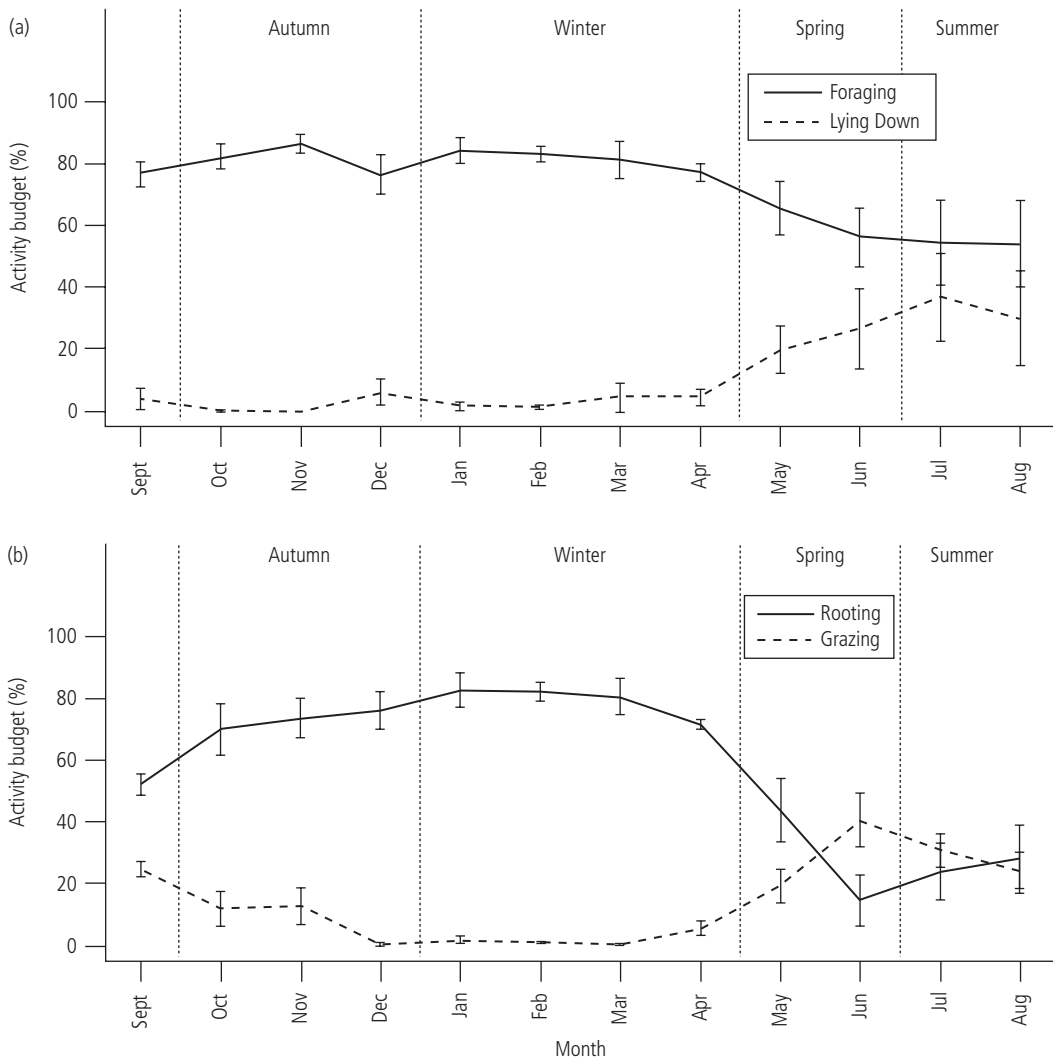 (a)
Autumn
Winter
Spring
Summer
Foraging
Lying Down
Activity budget (%)
100
80
60
40
20
0
Sept
Oct
Nov
Dec
Jan
Feb
Mar
Apr
May
Jun
Jul
Aug
(b)
Autumn
Winter
Spring
Summer
Rooting
Grazing
Activity budget (%)
100
80
60
40
20
0
Sept
Oct
Nov
Dec
Jan
Feb
Mar
Apr
May
Jun
Jul
Aug
Month